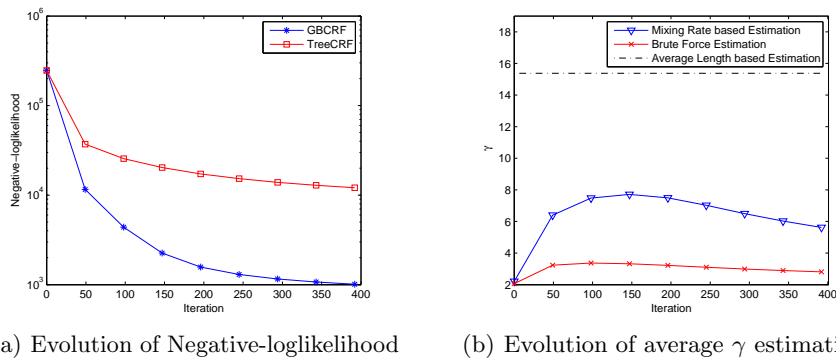 10^6
10^5
10^4
10^3
Negative-loglikelihood
GBCRF
TreeCRF
0 50 100 150 200 250 300 350 400
Iteration
18
16
14
12
10
8
6
4
2
γ
Mixing Rate based Estimation
Brute Force Estimation
Average Length based Estimation
0 50 100 150 200 250 300 350 400
Iteration
a) Evolution of Negative-loglikelihood
(b) Evolution of average γ estimati